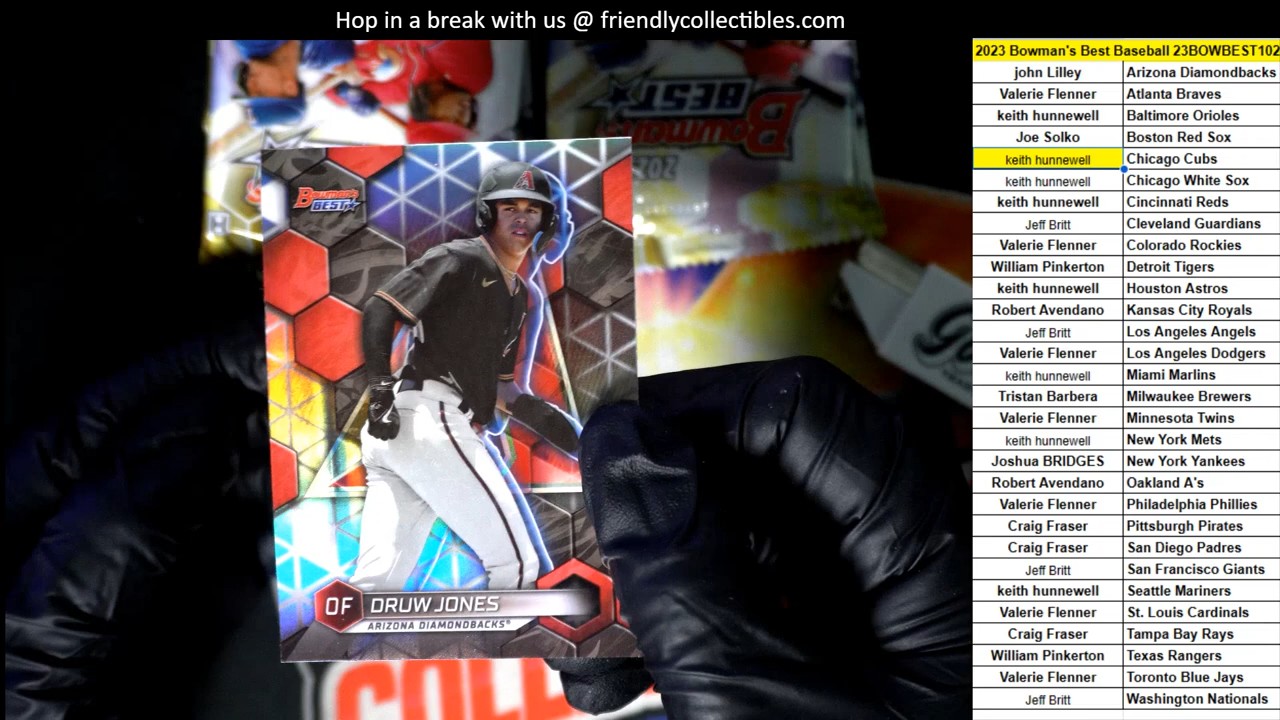 Hop in a break with us @ friendlycollectibles.com
2023 Bowman's Best Baseball 23BOWBEST102
john Lilley Arizona Diamondbacks
Valerie Flenner Atlanta Braves
keith hunnewell Baltimore Orioles
Joe Solko Boston Red Sox
keith hunnewell Chicago Cubs
keith hunnewell Chicago White Sox
keith hunnewell Cincinnati Reds
Jeff Britt Cleveland Guardians
Valerie Flenner Colorado Rockies
William Pinkerton Detroit Tigers
keith hunnewell Houston Astros
Robert Avendano Kansas City Royals
Jeff Britt Los Angeles Angels
Valerie Flenner Los Angeles Dodgers
keith hunnewell Miami Marlins
Tristan Barbera Milwaukee Brewers
Valerie Flenner Minnesota Twins
keith hunnewell New York Mets
Joshua BRIDGES New York Yankees
Robert Avendano Oakland A's
Valerie Flenner Philadelphia Phillies
Craig Fraser Pittsburgh Pirates
Craig Fraser San Diego Padres
Jeff Britt San Francisco Giants
keith hunnewell Seattle Mariners
Valerie Flenner St. Louis Cardinals
Craig Fraser Tampa Bay Rays
William Pinkerton Texas Rangers
Valerie Flenner Toronto Blue Jays
Jeff Britt Washington Nationals
Bowman's
BEST
Bowman's
BEST
A
OF DRUW JONES
ARIZONA DIAMONDBACKS®